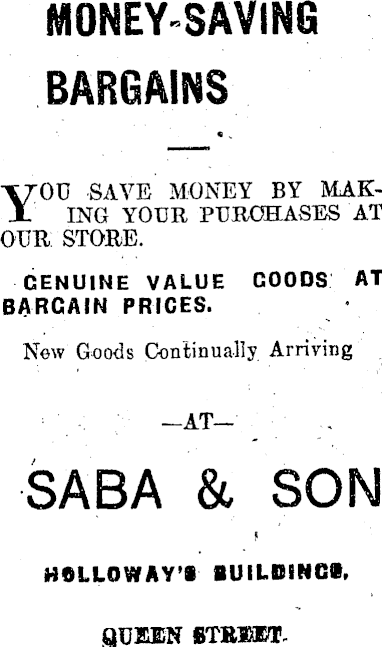 MONEY-SAVING
BARGAINS
YOU SAVE MONEY BY MAK-
ING YOUR PURCHASES AT
OUR STORE.
GENUINE VALUE GOODS AT
BARGAIN PRICES.
New Goods Continually Arriving
—AT—
SABA & SON
HOLLOWAY'S BUILDINGS,
QUEEN STREET.